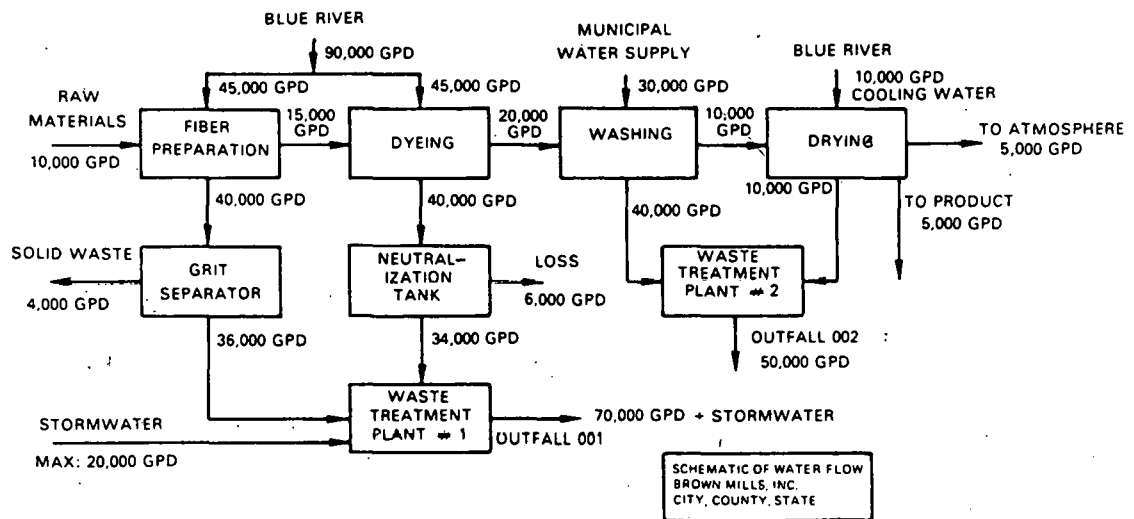 BLUE RIVER
90,000 GPD
MUNICIPAL
WATER SUPPLY
BLUE RIVER
45,000 GPD
45,000 GPD
30,000 GPD
10,000 GPD
COOLING WATER
RAW
MATERIALS
10,000 GPD
FIBER
PREPARATION
15,000
GPD
DYEING
20,000
GPD
WASHING
10,000
GPD
DRYING
TO ATMOSPHERE
5,000 GPD
40,000 GPD
40,000 GPD
40,000 GPD
10,000 GPD
TO PRODUCT
5,000 GPD
SOLID WASTE
4,000 GPD
GRIT
SEPARATOR
NEUTRAL-
IZATION
TANK
LOSS
6,000 GPD
WASTE
TREATMENT
PLANT # 2
36,000 GPD
34,000 GPD
OUTFALL 002
50,000 GPD
STORMWATER
MAX: 20,000 GPD
WASTE
TREATMENT
PLANT # 1
70,000 GPD + STORMWATER
OUTFALL 001
SCHEMATIC OF WATER FLOW
BROWN MILLS, INC.
CITY, COUNTY, STATE